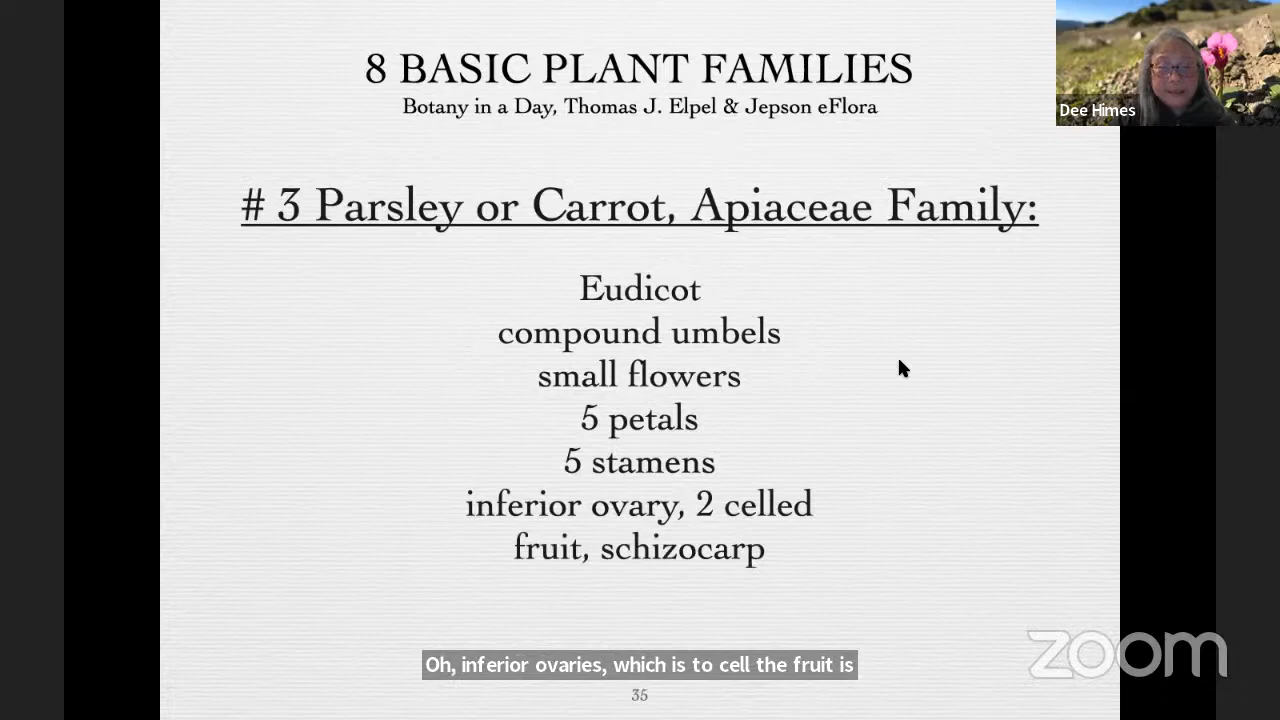 8 BASIC PLANT FAMILIES
Botany in a Day, Thomas J. Elpel & Jepson eFlora
Dee Himes
# 3 Parsley or Carrot, Apiaceae Family:
Eudicot
compound umbels
small flowers
5 petals
5 stamens
inferior ovary, 2 celled
fruit, schizocarp
Oh, inferior ovaries, which is to cell the fruit is
zoom
35